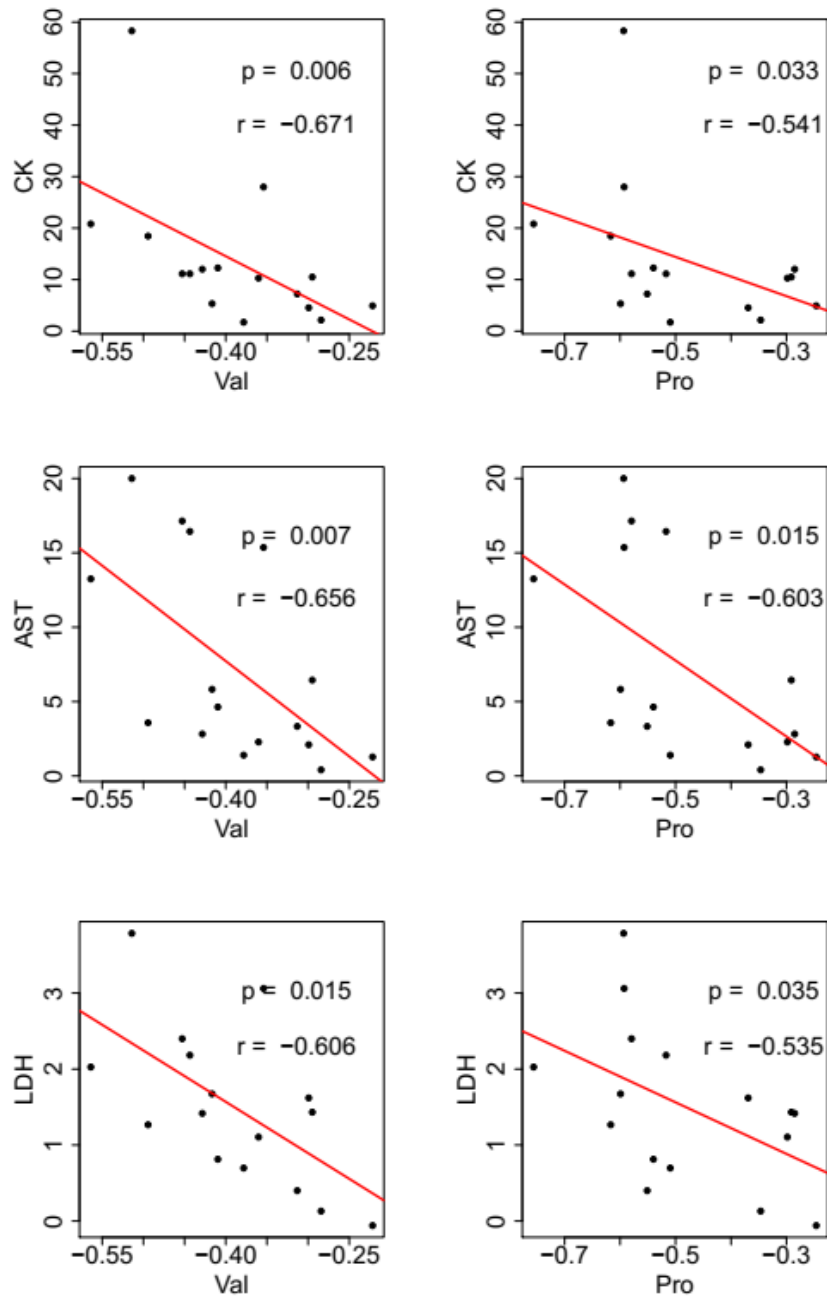 CK
0 10 20 30 40 50 60
p = 0.006
r = −0.671
−0.55 −0.40 −0.25
Val
CK
0 10 20 30 40 50 60
p = 0.033
r = −0.541
−0.7 −0.5 −0.3
Pro
AST
0 5 10 15 20
p = 0.007
r = −0.656
−0.55 −0.40 −0.25
Val
AST
0 5 10 15 20
p = 0.015
r = −0.603
−0.7 −0.5 −0.3
Pro
LDH
0 1 2 3
p = 0.015
r = −0.606
−0.55 −0.40 −0.25
Val
LDH
0 1 2 3
p = 0.035
r = −0.535
−0.7 −0.5 −0.3
Pro